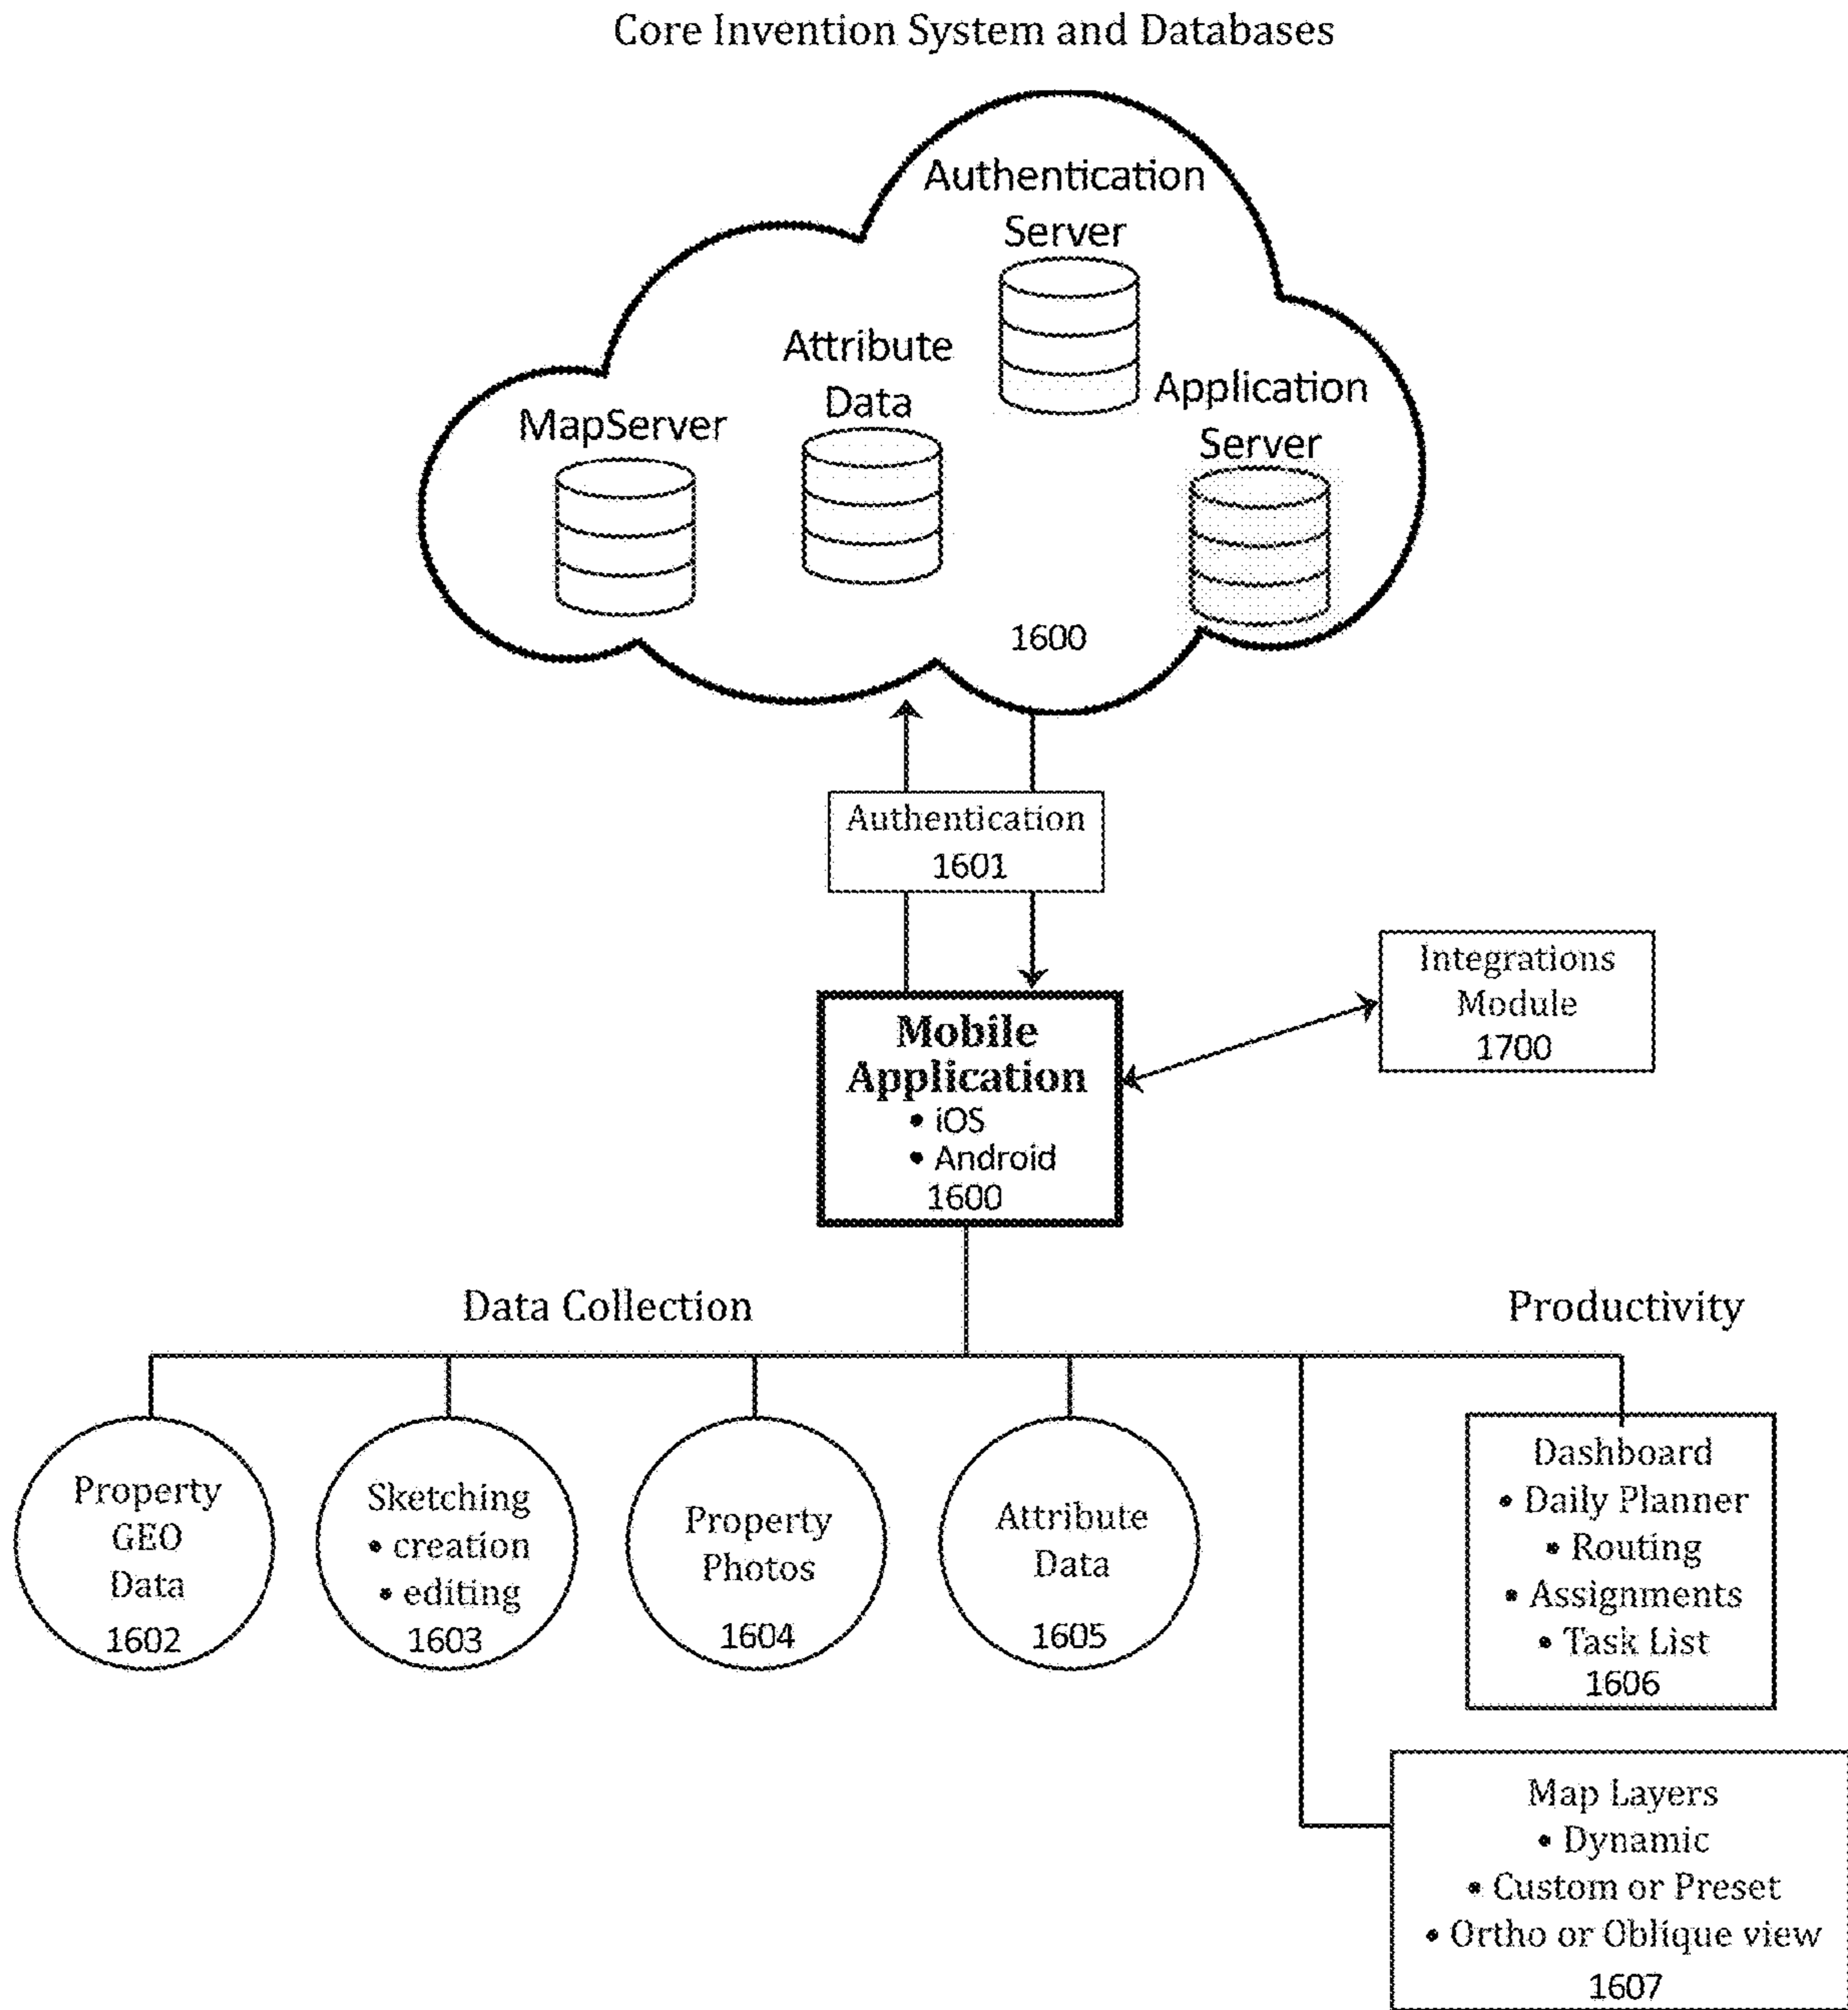 Core Invention System and Databases
Authentication
Server
Attribute
Data
MapServer
Application
Server
1600
Authentication
1601
Integrations
Module
1700
Mobile
Application
• iOS
• Android
1600
Data Collection
Productivity
Property
GEO
Data
1602
Sketching
• creation
• editing
1603
Property
Photos
1604
Attribute
Data
1605
Dashboard
• Daily Planner
• Routing
• Assignments
• Task List
1606
Map Layers
• Dynamic
• Custom or Preset
• Ortho or Oblique view
1607